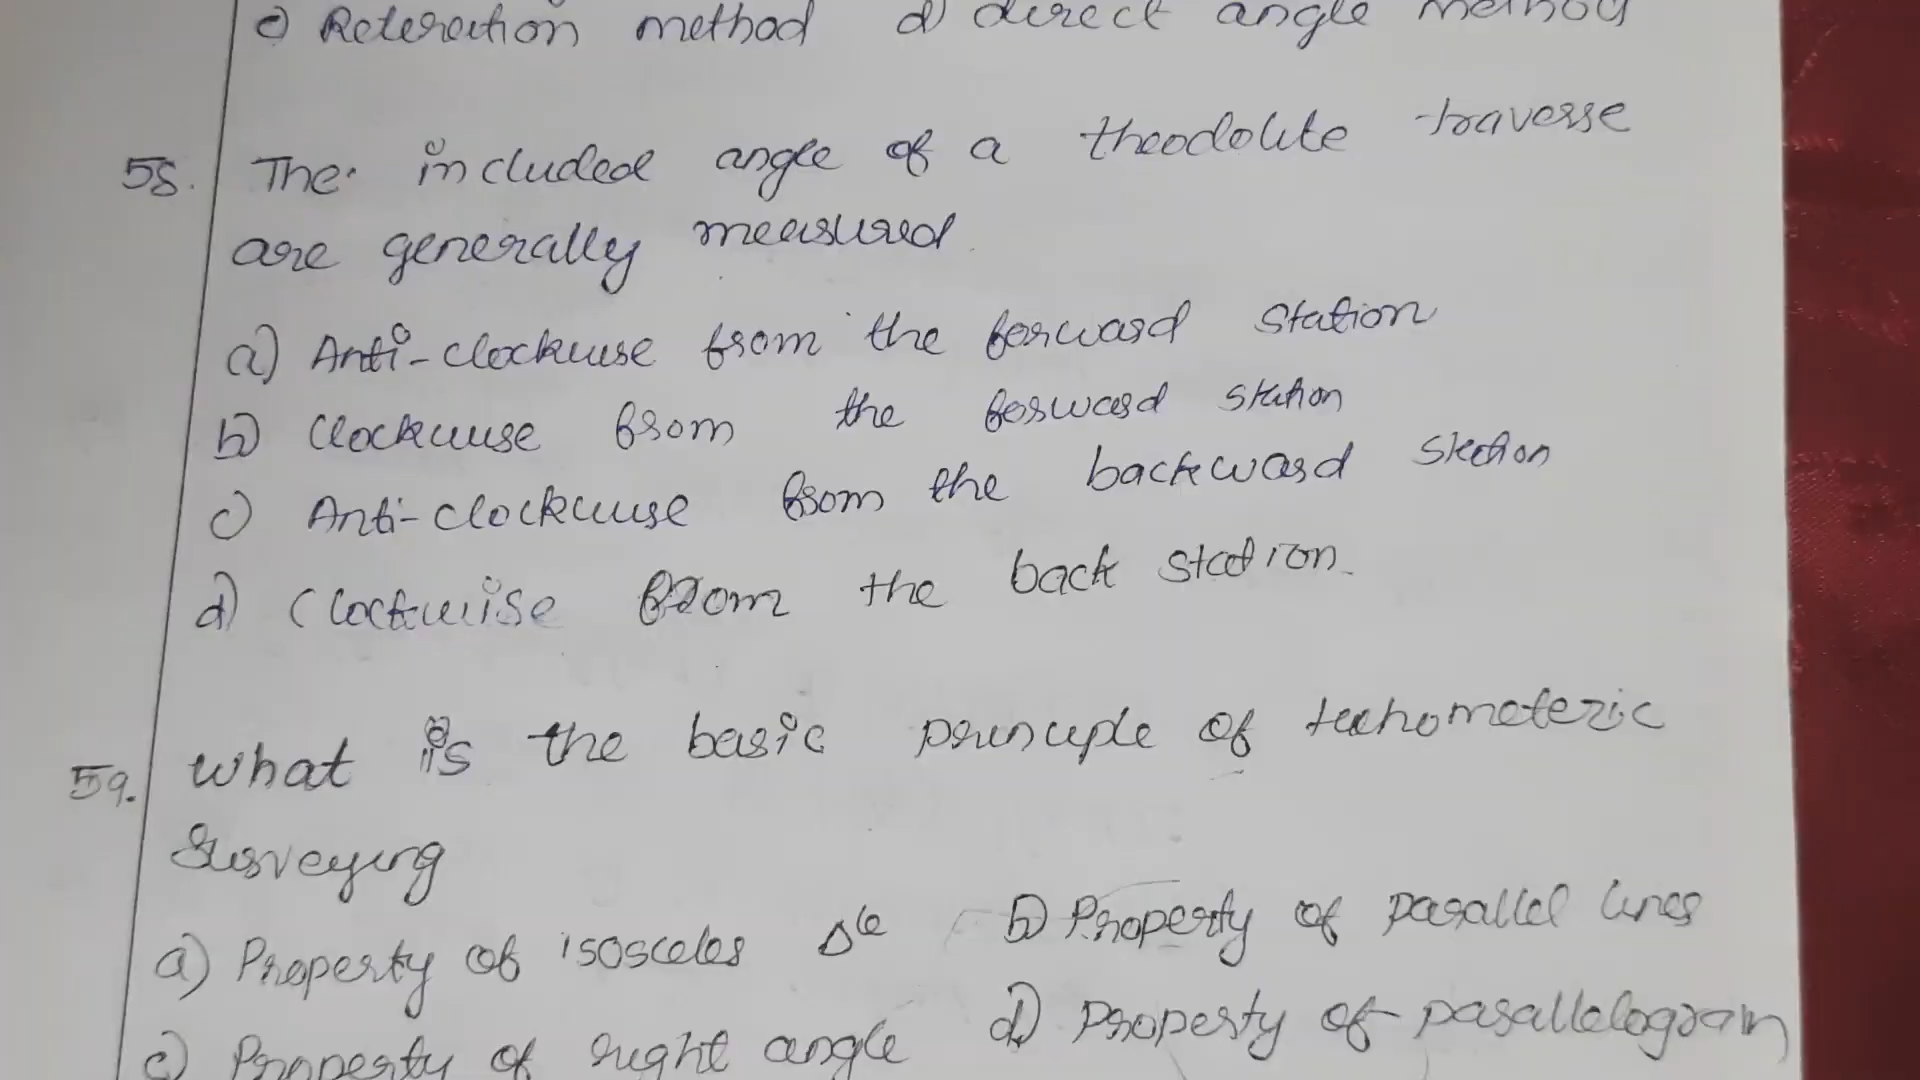 c) Reteration method d) direct angle method
58. The included angle of a theodolite traverse
are generally measured
a) Anti-clockwise from the forward station
b) Clockwise from the forward station
c) Anti-clockwise from the backward station
d) Clockwise from the back station.
59. What is the basic principle of techometeric
Surveying
a) Property of isosceles Δle b) Property of parallel lines
c) Property of right angle d) Property of parallelogram